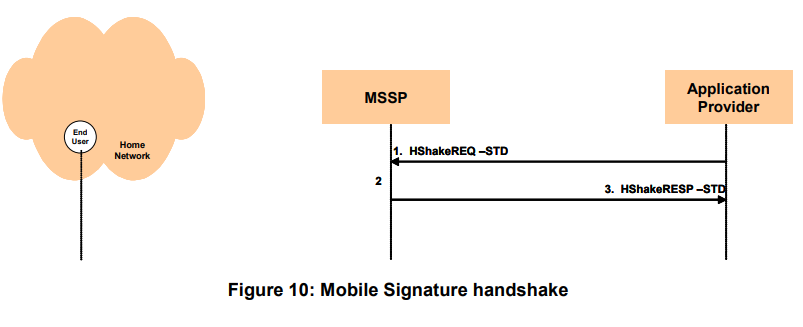 End
User
Home
Network
MSSP
Application
Provider
1. HShakeREQ –STD
2
3. HShakeRESP –STD
Figure 10: Mobile Signature handshake